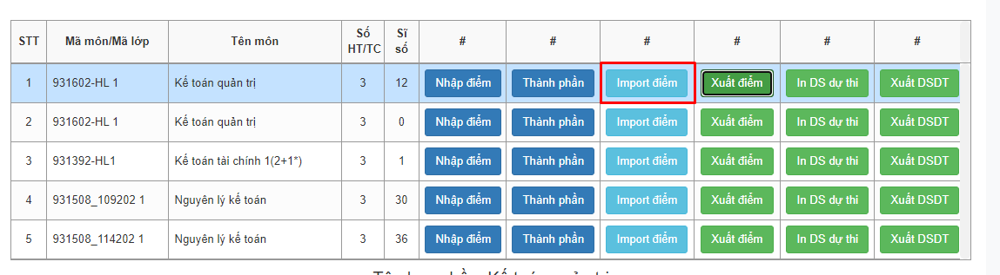 STT Mã môn/Mã lớp Tên môn Số HT/TC Sĩ số # # # # # #
1 931602-HL 1 Kế toán quản trị 3 12 Nhập điểm Thành phần Import điểm Xuất điểm In DS dự thi Xuất DSDT
2 931602-HL 1 Kế toán quản trị 3 0 Nhập điểm Thành phần Import điểm Xuất điểm In DS dự thi Xuất DSDT
3 931392-HL1 Kế toán tài chính 1(2+1*) 3 1 Nhập điểm Thành phần Import điểm Xuất điểm In DS dự thi Xuất DSDT
4 931508_109202 1 Nguyên lý kế toán 3 30 Nhập điểm Thành phần Import điểm Xuất điểm In DS dự thi Xuất DSDT
5 931508_114202 1 Nguyên lý kế toán 3 36 Nhập điểm Thành phần Import điểm Xuất điểm In DS dự thi Xuất DSDT